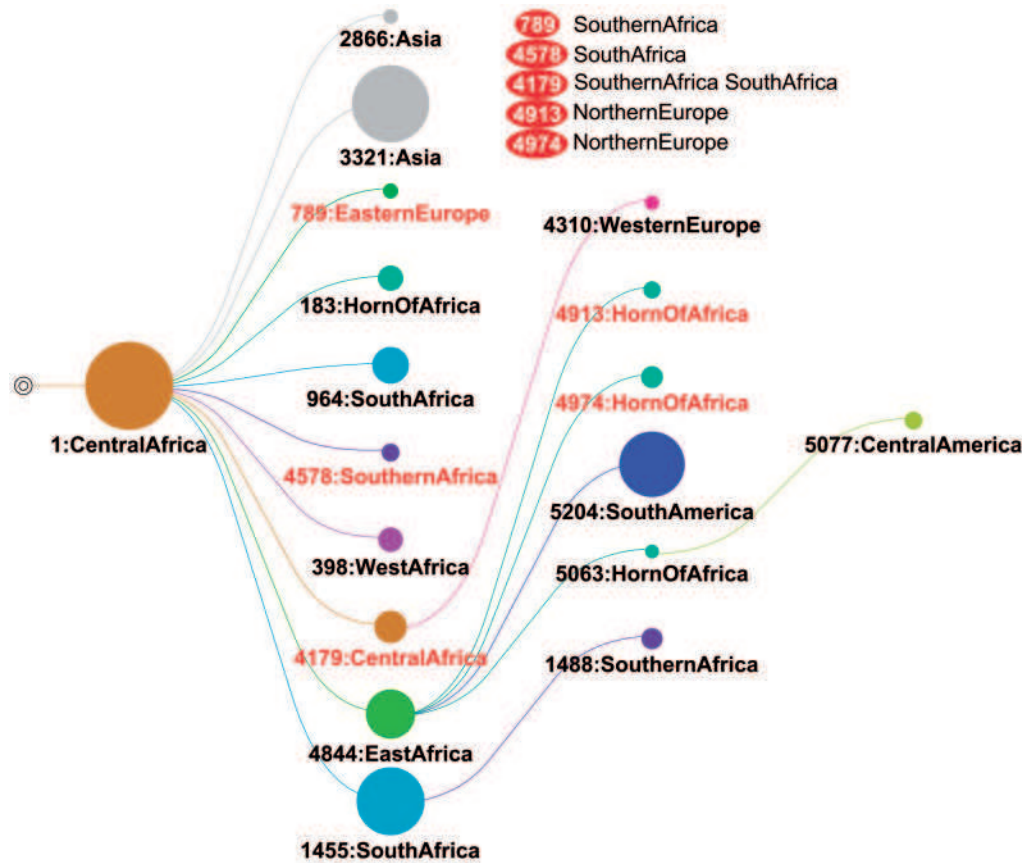 2866:Asia
3321:Asia
789:EasternEurope
183:HornOfAfrica
964:SouthAfrica
1:CentralAfrica
4578:SouthernAfrica
398:WestAfrica
4179:CentralAfrica
4844:EastAfrica
1455:SouthAfrica
789 SouthernAfrica
4578 SouthAfrica
4179 SouthernAfrica SouthAfrica
4913 NorthernEurope
4974 NorthernEurope
4310:WesternEurope
4913:HornOfAfrica
4974:HornOfAfrica
5204:SouthAmerica
5063:HornOfAfrica
1488:SouthernAfrica
5077:CentralAmerica